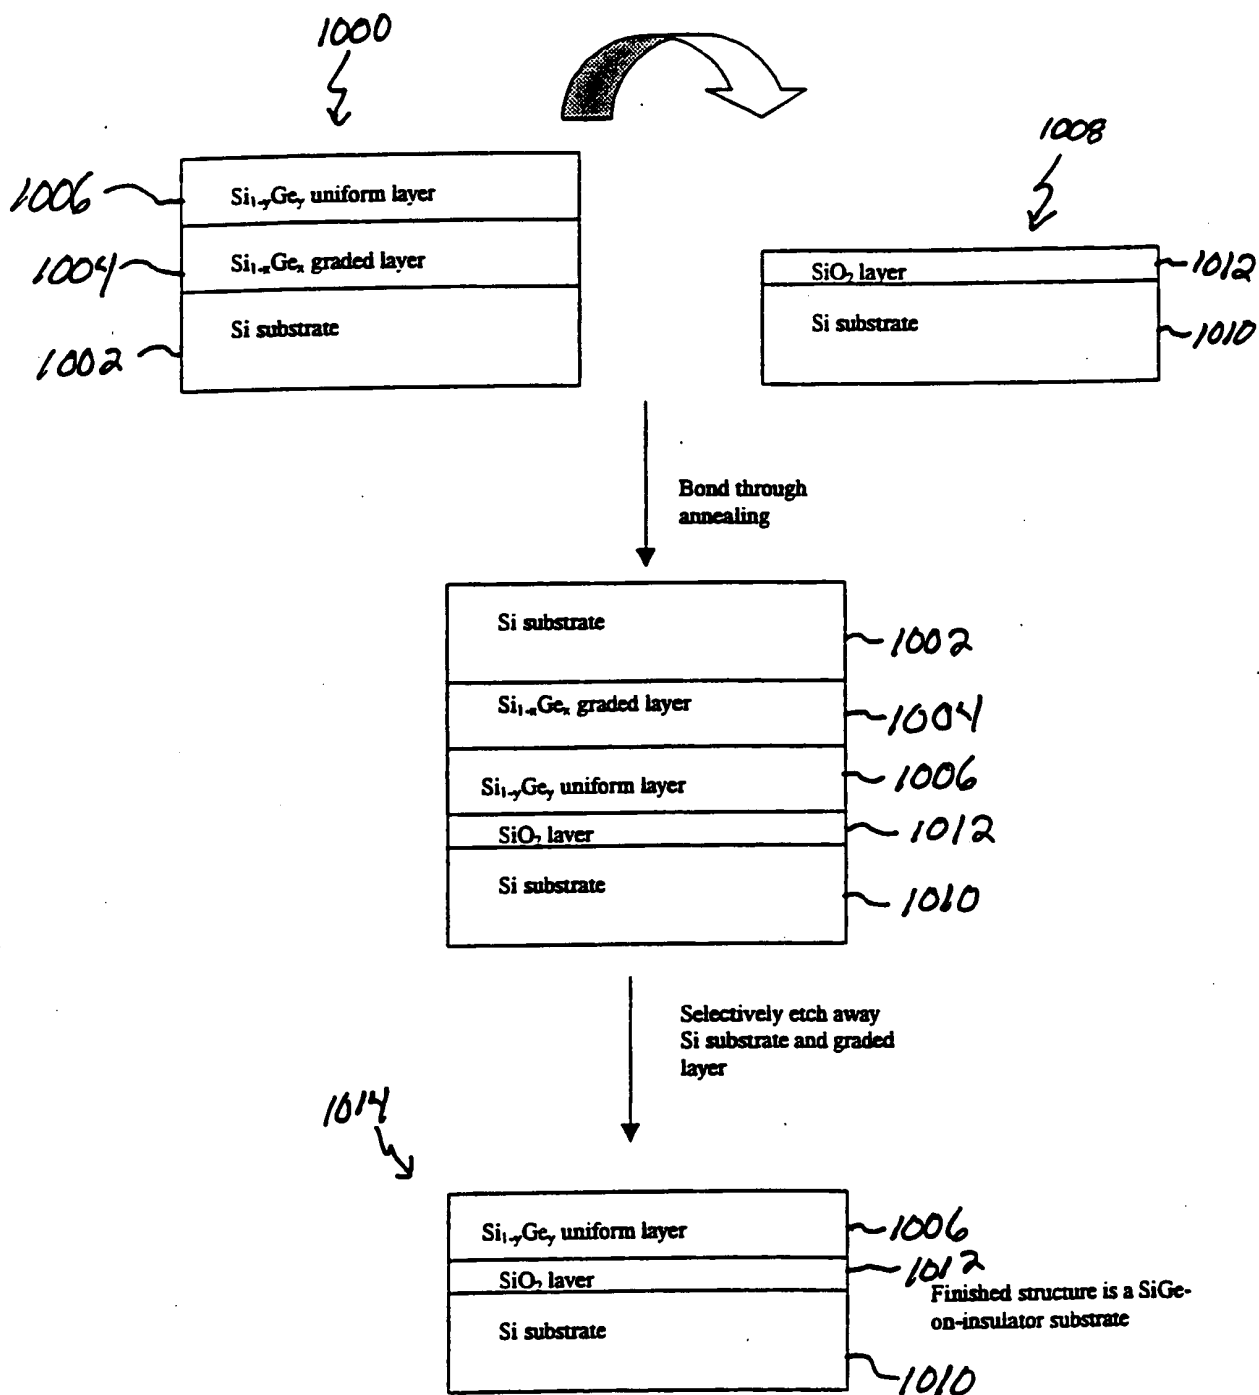 1000
1008
1006
Si₁₋yGey uniform layer
1004
Si₁₋ₓGeₓ graded layer
SiO₂ layer
1012
Si substrate
1002
Si substrate
1010
Bond through
annealing
Si substrate
1002
Si₁₋ₓGeₓ graded layer
1004
Si₁₋yGey uniform layer
1006
SiO₂ layer
1012
Si substrate
1010
Selectively etch away
Si substrate and graded
layer
1014
Si₁₋yGey uniform layer
1006
SiO₂ layer
1012
Finished structure is a SiGe-
on-insulator substrate
Si substrate
1010